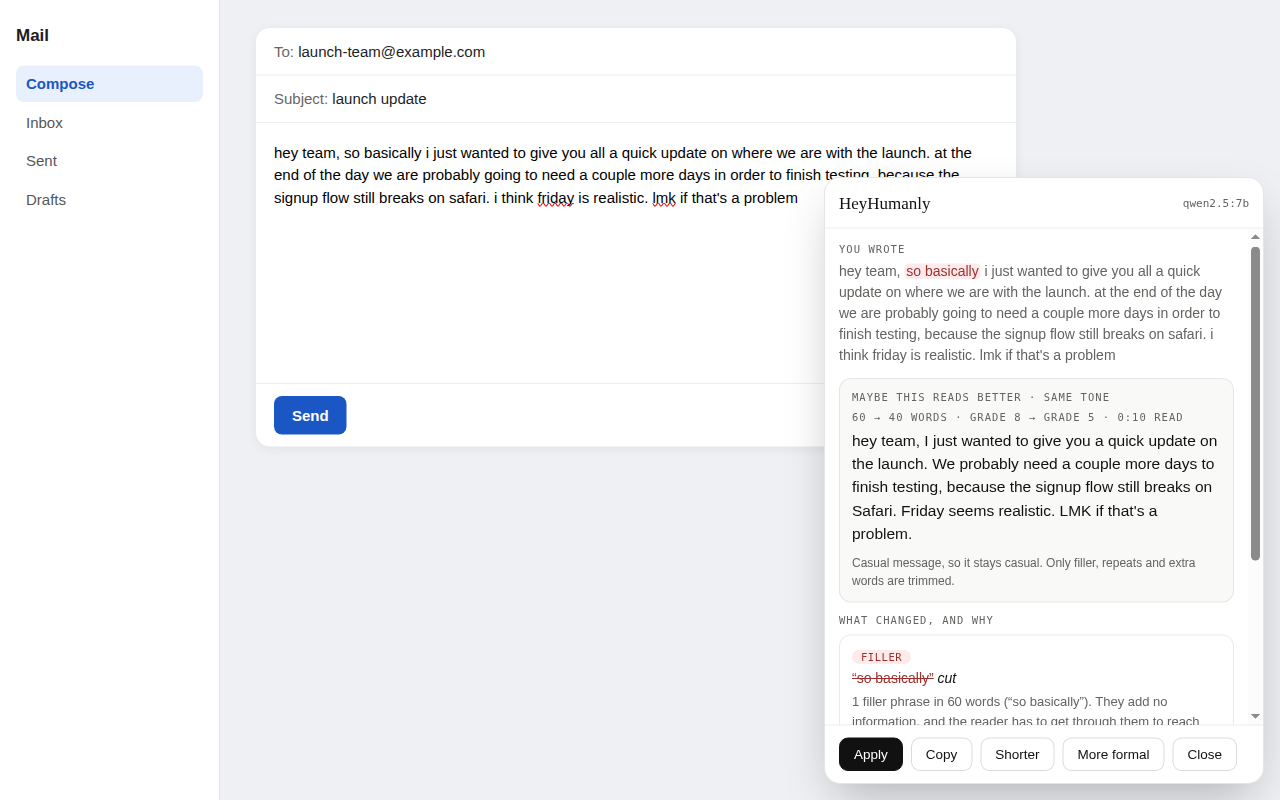 Mail
Compose
Inbox
Sent
Drafts
To: launch-team@example.com
Subject: launch update
hey team, so basically i just wanted to give you all a quick update on where we are with the launch. at the
end of the day we are probably going to need a couple more days in order to finish testing, because the
signup flow still breaks on safari. i think friday is realistic. lmk if that's a problem
Send
HeyHumanly
qwen2.5:7b
YOU WROTE
hey team, so basically i just wanted to give you all a quick
update on where we are with the launch. at the end of the day
we are probably going to need a couple more days in order to
finish testing, because the signup flow still breaks on safari. i
think friday is realistic. lmk if that's a problem
MAYBE THIS READS BETTER · SAME TONE
60 → 40 WORDS · GRADE 8 → GRADE 5 · 0:10 READ
hey team, I just wanted to give you a quick update on
the launch. We probably need a couple more days to
finish testing, because the signup flow still breaks on
Safari. Friday seems realistic. LMK if that's a
problem.
Casual message, so it stays casual. Only filler, repeats and extra
words are trimmed.
WHAT CHANGED, AND WHY
FILLER
“so basically” cut
1 filler phrase in 60 words (“so basically”). They add no
information, and the reader has to get through them to reach
Apply
Copy
Shorter
More formal
Close